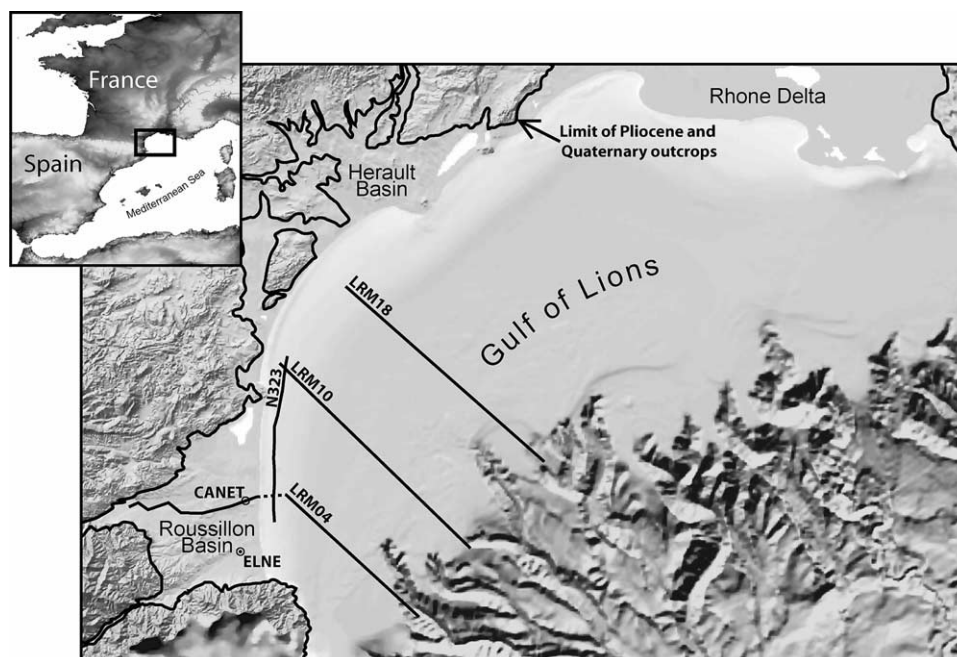 France
Spain
Mediterranean Sea
Rhone Delta
Limit of Pliocene and
Quaternary outcrops
Herault
Basin
Gulf of Lions
LRM18
N323
LRM10
CANET
LRM04
Roussillon
Basin
ELNE